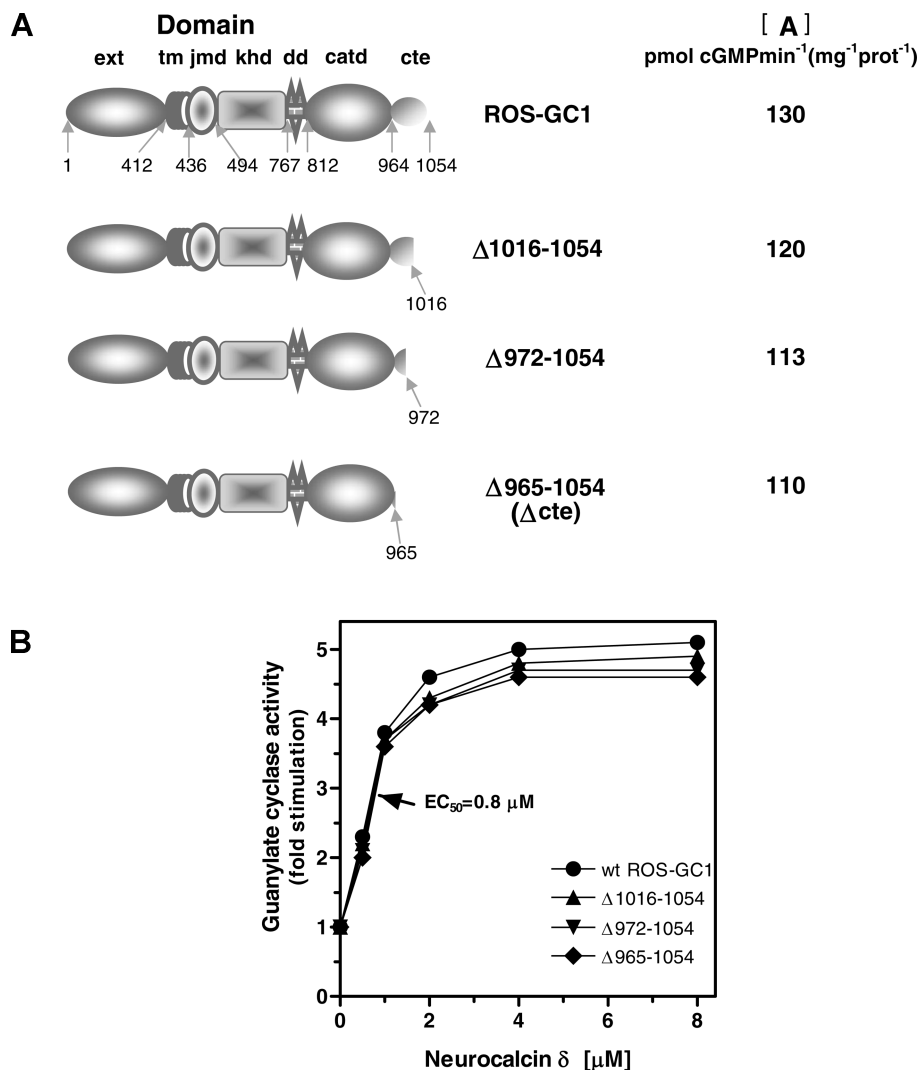 A
Domain
[ A ]
ext tm jmd khd dd catd cte
pmol cGMPmin⁻¹(mg⁻¹prot⁻¹)
ROS-GC1 130
1 412 436 494 767 812 964 1054
Δ1016-1054 120
1016
Δ972-1054 113
972
Δ965-1054 110
(Δcte)
965
B
Guanylate cyclase activity
(fold stimulation)
5
4
3
2
1
0
EC₅₀=0.8 μM
wt ROS-GC1
Δ1016-1054
Δ972-1054
Δ965-1054
0 2 4 6 8
Neurocalcin δ [μM]